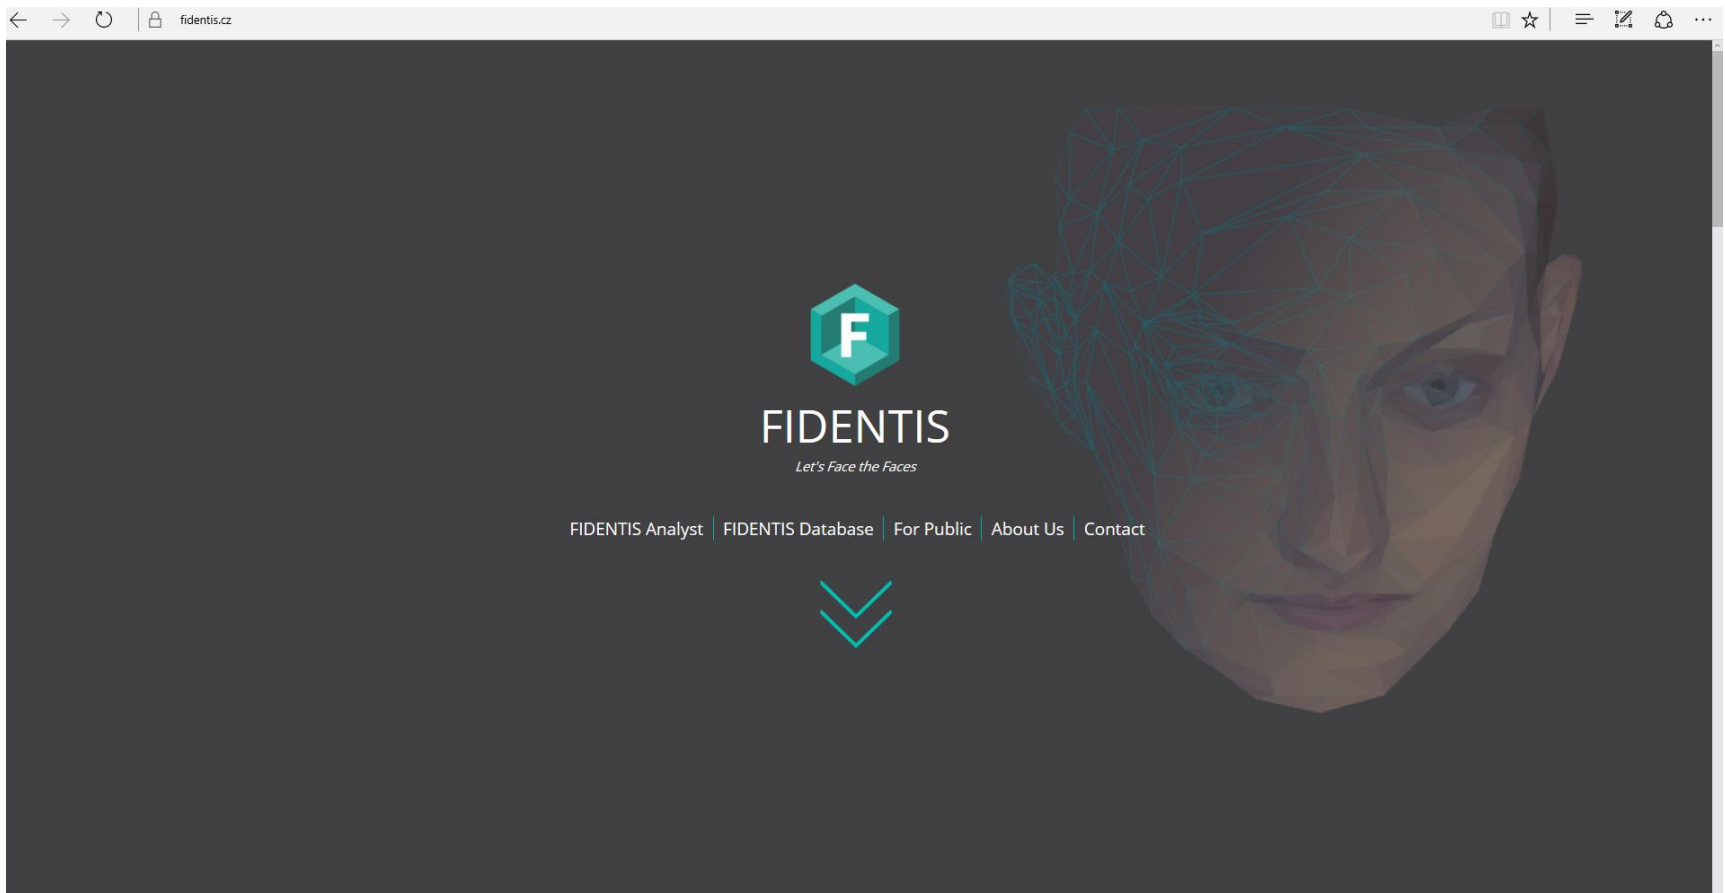 fidentis.cz
F
FIDENTIS
Let's Face the Faces
FIDENTIS Analyst FIDENTIS Database For Public About Us Contact